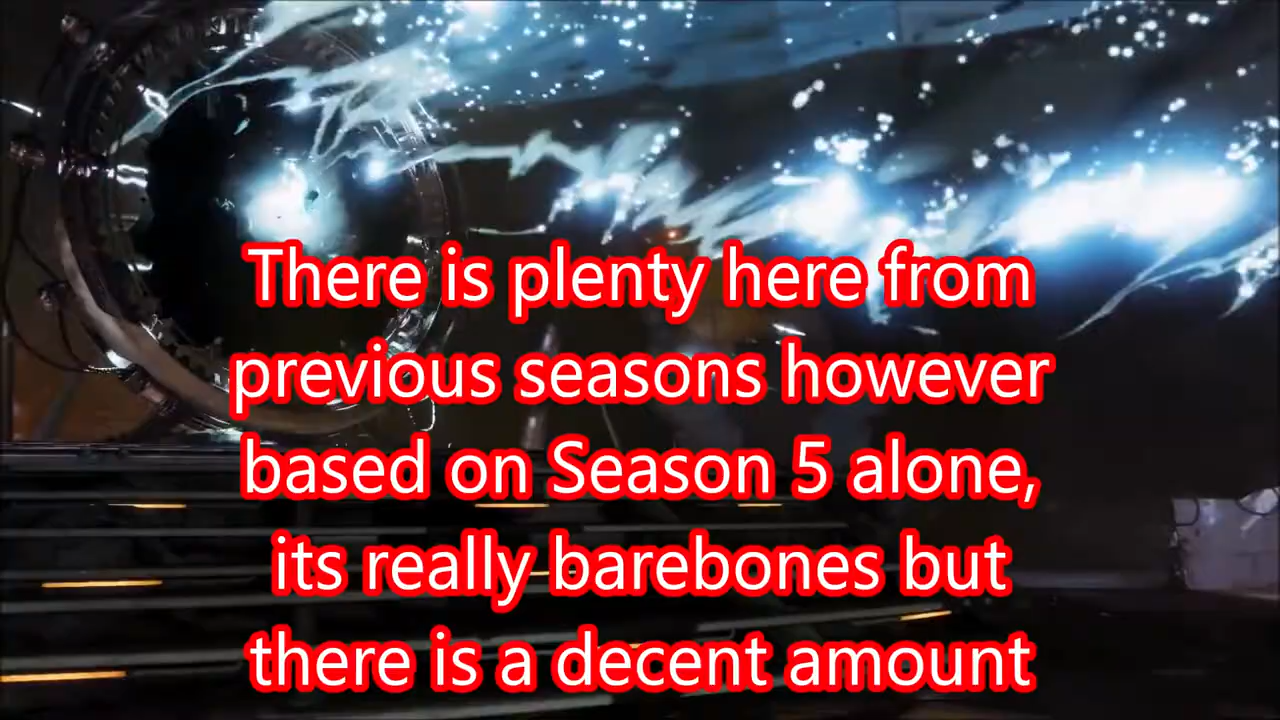 There is plenty here from
previous seasons however
based on Season 5 alone,
its really barebones but
there is a decent amount